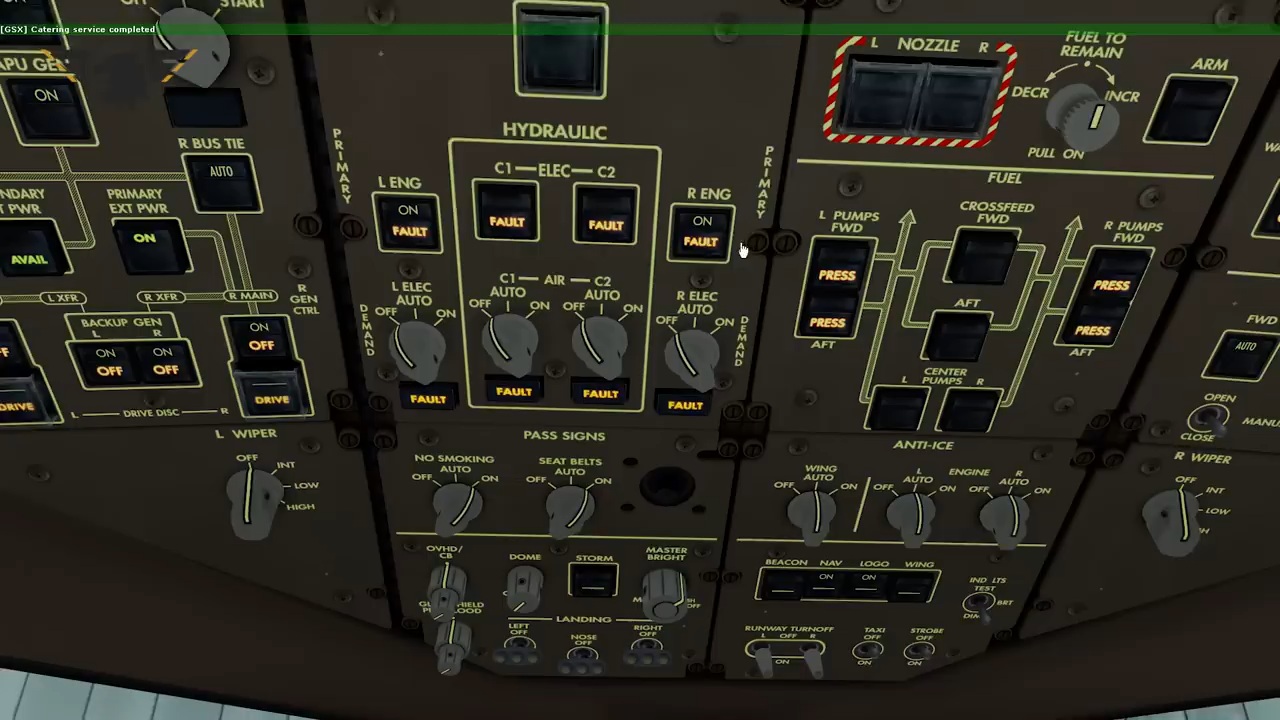 [GSX] Catering service completed
START
APU GEN
ON
R BUS TIE
AUTO
PRIMARY
EXT PWR
ON
AVAIL
L XFR
R XFR
R MAIN
R
GEN
CTRL
BACKUP GEN
L R
ON ON
OFF OFF
ON
OFF
DRIVE
DRIVE
L DRIVE DISC R
HYDRAULIC
PRIMARY
PRIMARY
L ENG
ON
FAULT
C1 ELEC C2
FAULT FAULT
R ENG
ON
FAULT
L ELEC
AUTO
OFF ON
C1 AIR C2
AUTO AUTO
OFF ON OFF ON
R ELEC
AUTO
OFF ON
DEMAND
DEMAND
FAULT FAULT FAULT FAULT
L NOZZLE R
FUEL TO
REMAIN
DECR INCR
PULL ON
ARM
FUEL
L PUMPS
FWD
PRESS
PRESS
AFT
CROSSFEED
FWD
AFT
R PUMPS
FWD
PRESS
PRESS
AFT
CENTER
L PUMPS R
FWD
AUTO
OPEN
CLOSE
L WIPER
OFF
INT
LOW
HIGH
PASS SIGNS
NO SMOKING
AUTO
OFF ON
SEAT BELTS
AUTO
OFF ON
ANTI-ICE
WING
AUTO
OFF ON
L ENGINE R
AUTO AUTO
OFF ON OFF ON
R WIPER
OFF
INT
LOW
OVHD/
CB
DOME
STORM
MASTER
BRIGHT
LANDING
LEFT
OFF
NOSE
OFF
RIGHT
OFF
BEACON NAV LOGO WING
ON ON
IND LTS
TEST
BRT
DIM
RUNWAY TURNOFF
L OFF R
ON
TAXI
OFF
ON
STROBE
OFF
ON